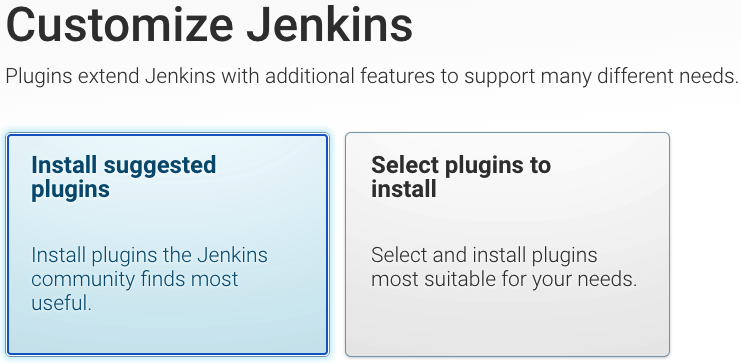 Customize Jenkins
Plugins extend Jenkins with additional features to support many different needs.
Install suggested
plugins
Install plugins the Jenkins
community finds most
useful.
Select plugins to
install
Select and install plugins
most suitable for your needs.